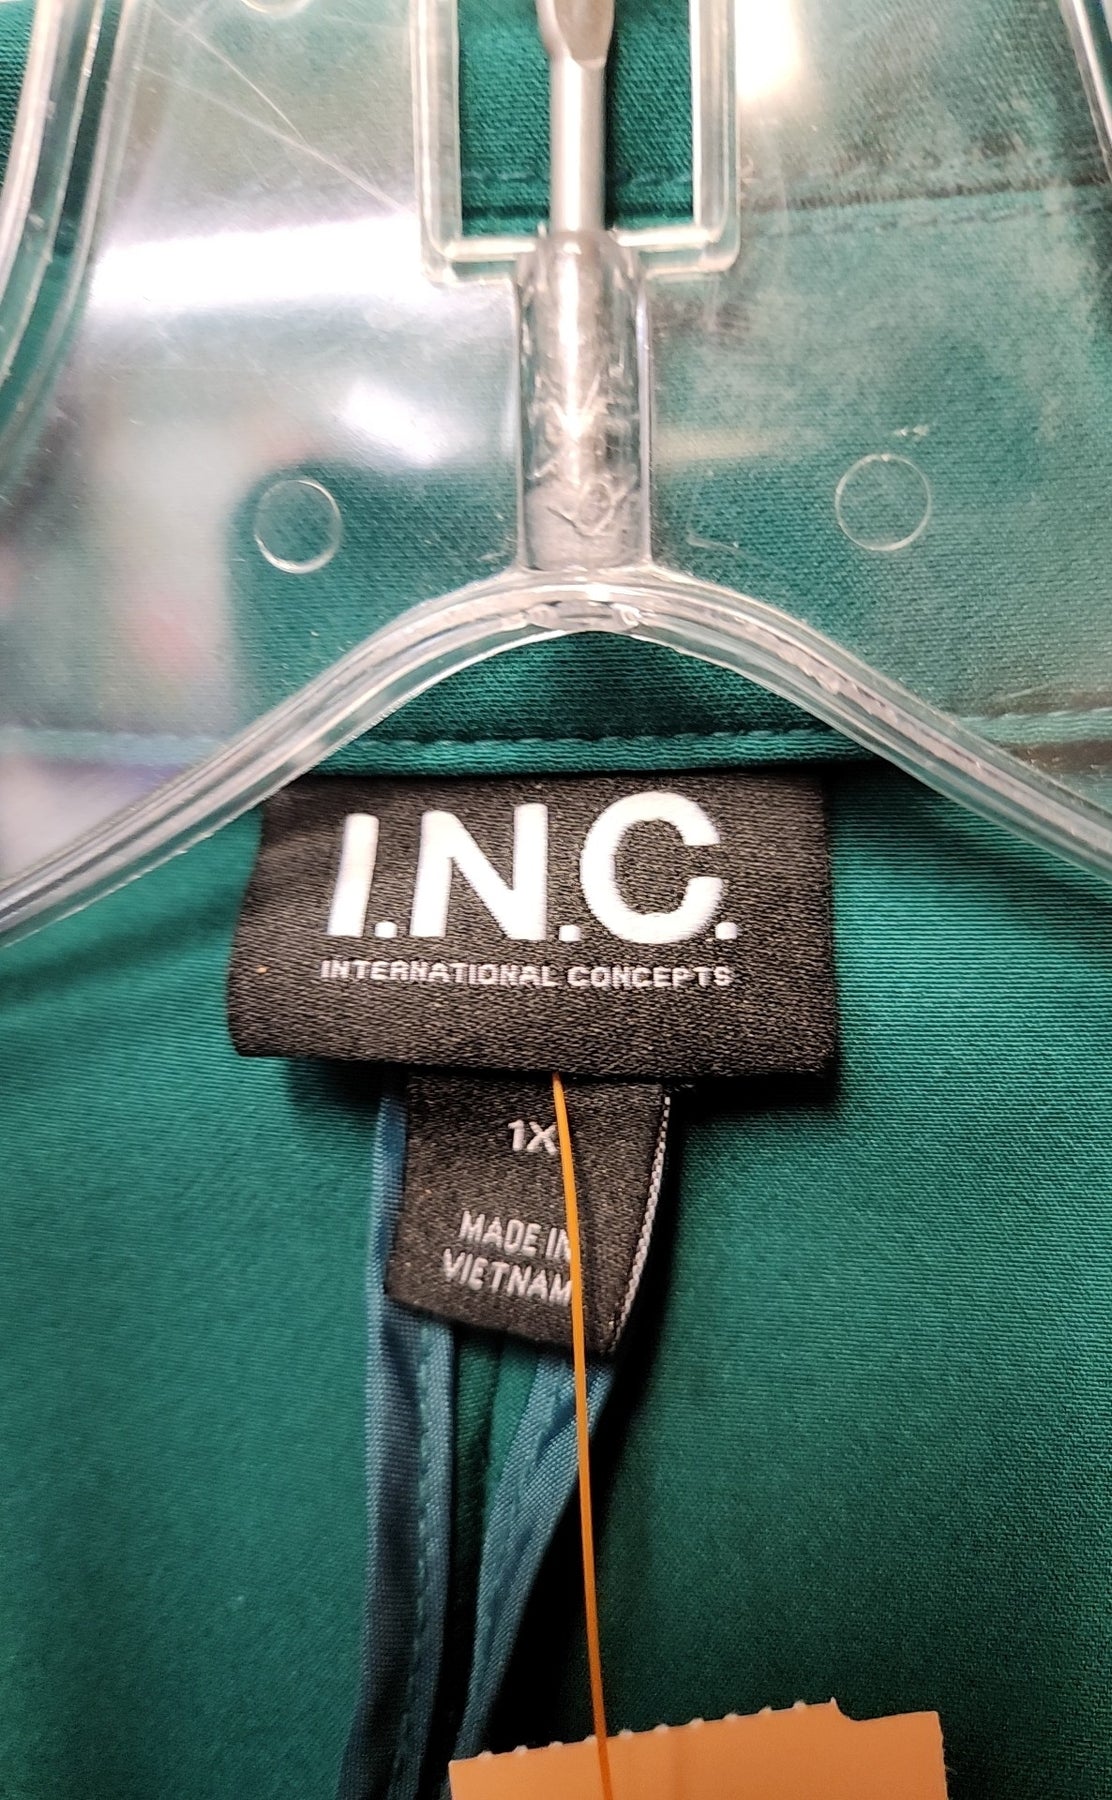 I.N.C.
INTERNATIONAL CONCEPTS
1X
MADE IN
VIETNAM